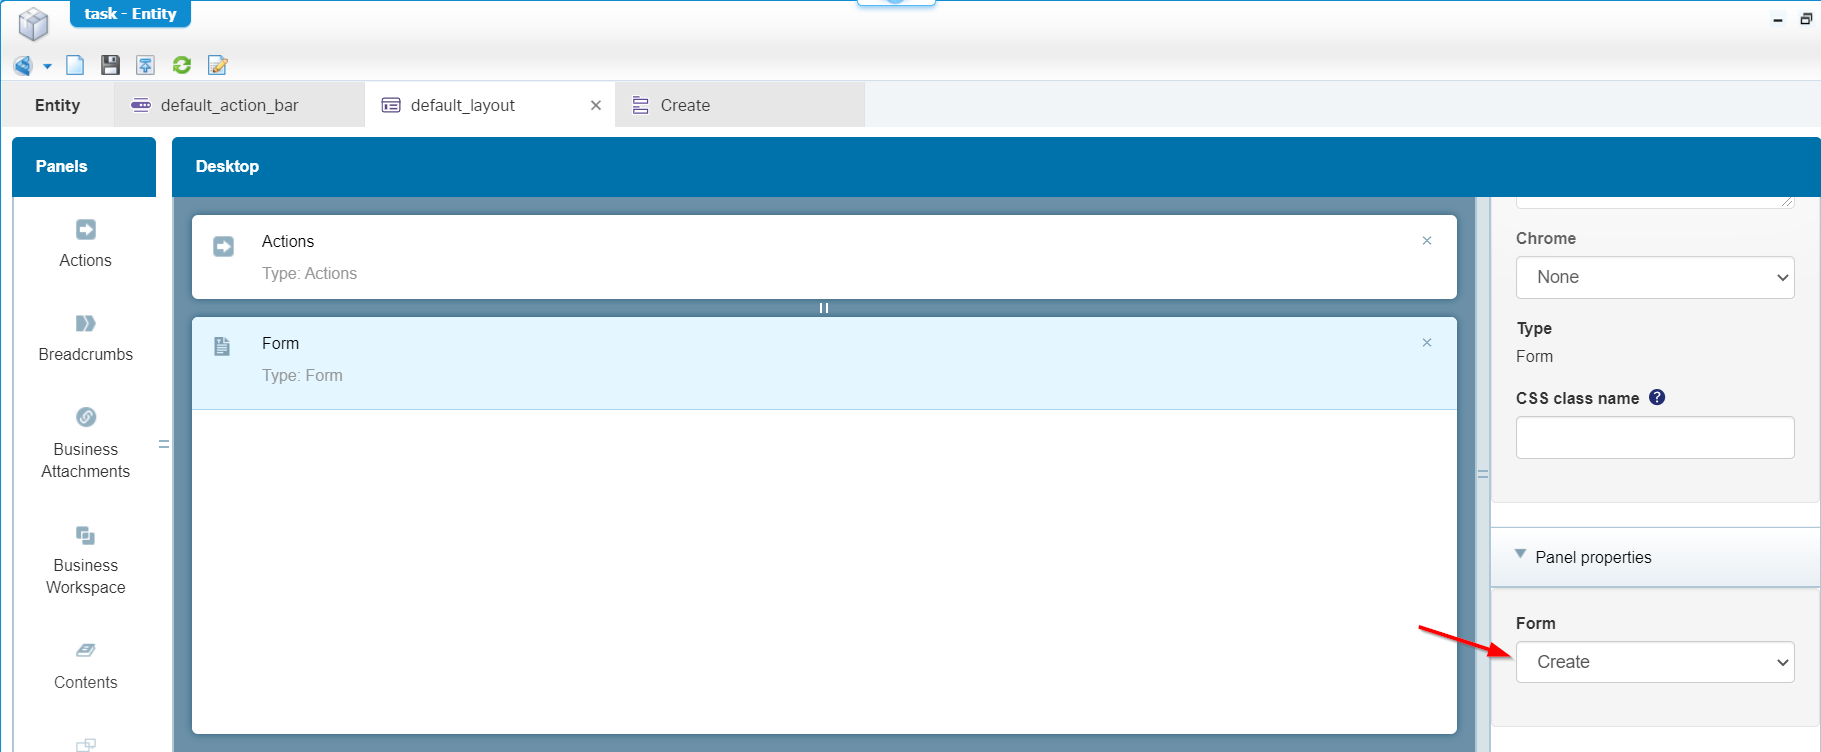 task - Entity
Entity
default_action_bar
default_layout
Create
Panels
Desktop
Actions
Breadcrumbs
Business
Attachments
Business
Workspace
Contents
Actions
Type: Actions
Form
Type: Form
Chrome
None
Type
Form
CSS class name
Panel properties
Form
Create